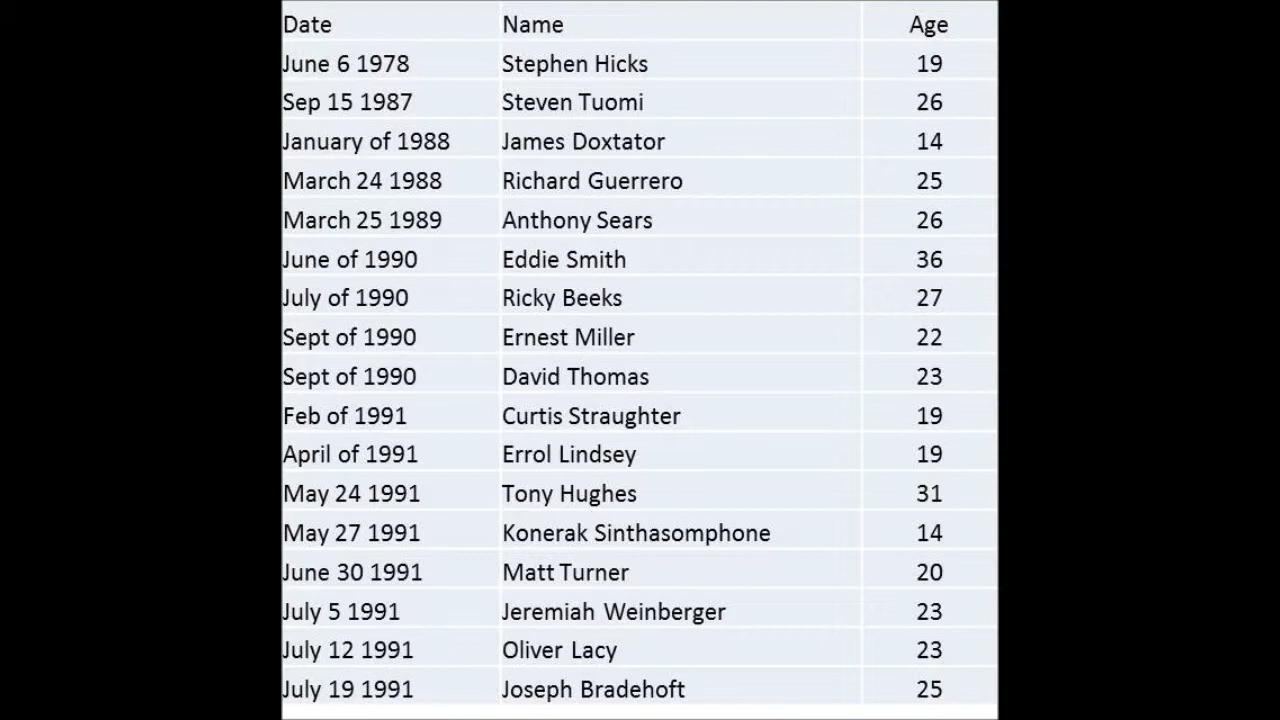 Date Name Age
June 6 1978 Stephen Hicks 19
Sep 15 1987 Steven Tuomi 26
January of 1988 James Doxtator 14
March 24 1988 Richard Guerrero 25
March 25 1989 Anthony Sears 26
June of 1990 Eddie Smith 36
July of 1990 Ricky Beeks 27
Sept of 1990 Ernest Miller 22
Sept of 1990 David Thomas 23
Feb of 1991 Curtis Straughter 19
April of 1991 Errol Lindsey 19
May 24 1991 Tony Hughes 31
May 27 1991 Konerak Sinthasomphone 14
June 30 1991 Matt Turner 20
July 5 1991 Jeremiah Weinberger 23
July 12 1991 Oliver Lacy 23
July 19 1991 Joseph Bradehoft 25